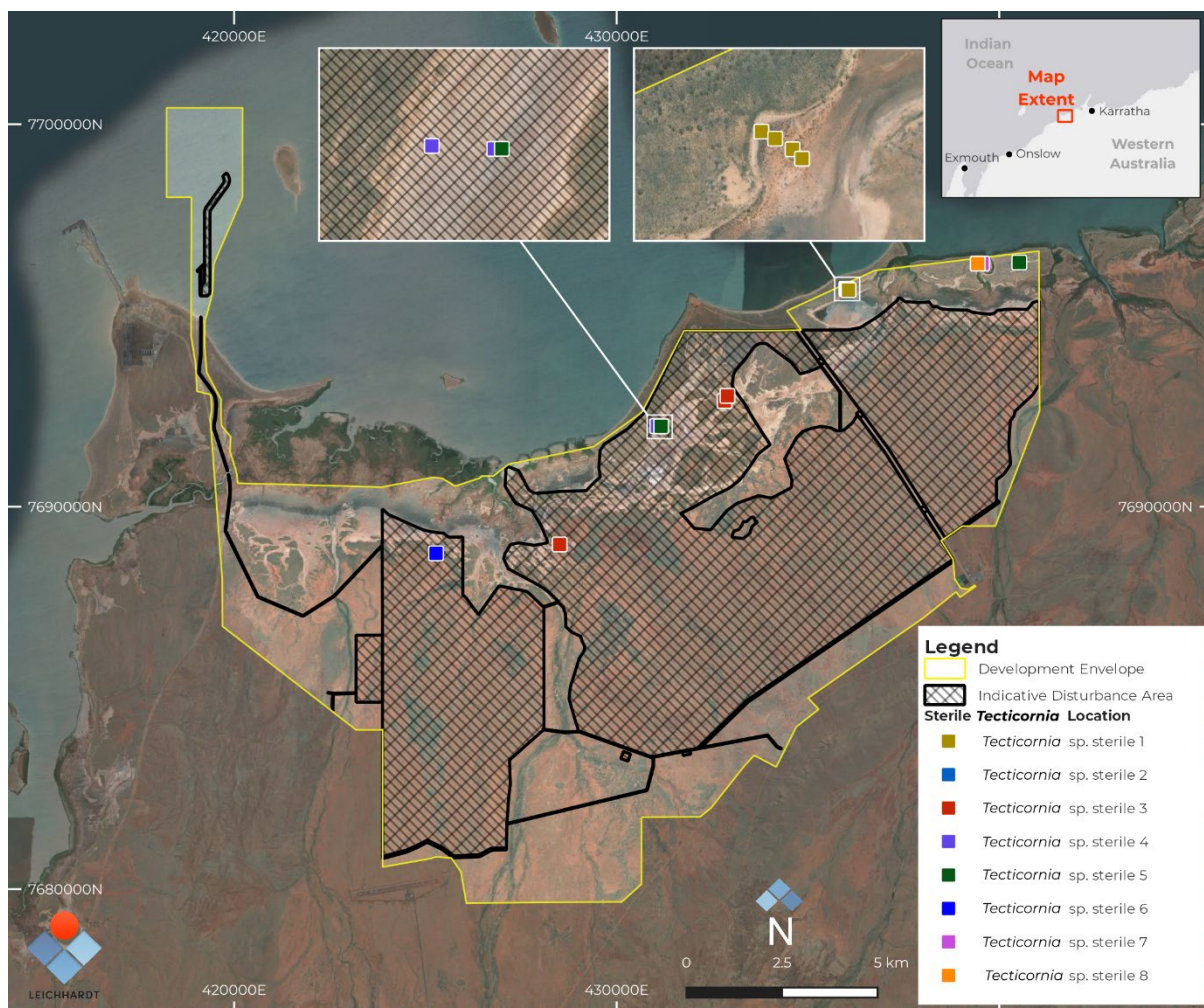 420000E
430000E
Indian
Ocean
Map
Extent
Karratha
Onslow
Exmouth
Western
Australia
7700000N
7690000N
7690000N
7680000N
Legend
Development Envelope
Indicative Disturbance Area
Sterile Tecticornia Location
Tecticornia sp. sterile 1
Tecticornia sp. sterile 2
Tecticornia sp. sterile 3
Tecticornia sp. sterile 4
Tecticornia sp. sterile 5
Tecticornia sp. sterile 6
Tecticornia sp. sterile 7
Tecticornia sp. sterile 8
N
0 2.5 5 km
LEICHHARDT
420000E
430000E